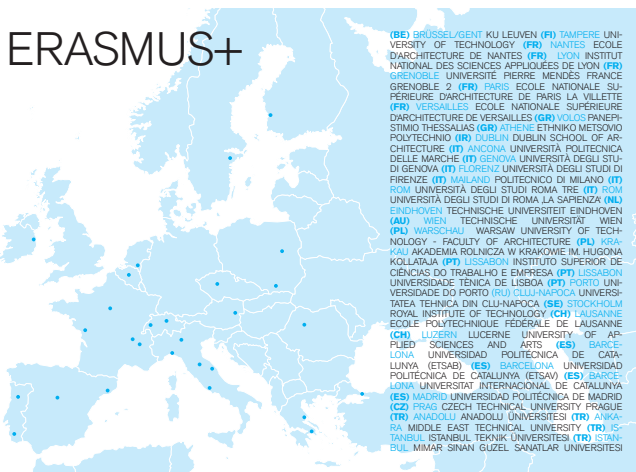 ERASMUS+
(BE) BRÜSSEL/GENT KU LEUVEN (FI) TAMPERE UNI-
VERSITY OF TECHNOLOGY (FR) NANTES ECOLE
D'ARCHITECTURE DE NANTES (FR) LYON INSTITUT
NATIONAL DES SCIENCES APPLIQUÉES DE LYON (FR)
GRENOBLE UNIVERSITÉ PIERRE MENDÈS FRANCE
GRENOBLE 2 (FR) PARIS ECOLE NATIONALE SU-
PÉRIEURE D'ARCHITECTURE DE PARIS LA VILLETTE
(FR) VERSAILLES ECOLE NATIONALE SUPÉRIEURE
D'ARCHITECTURE DE VERSAILLES (GR) VOLOS PANEPI-
STIMIO THESSALIAS (GR) ATHENE ETHNIKO METSOVIO
POLYTECHNIO (IR) DUBLIN DUBLIN SCHOOL OF AR-
CHITECTURE (IT) ANCONA UNIVERSITÀ POLITECNICA
DELLE MARCHE (IT) GENOVA UNIVERSITÀ DEGLI STU-
DI GENOVA (IT) FLORENZ UNIVERSITÀ DEGLI STUDI DI
FIRENZE (IT) MAILAND POLITECNICO DI MILANO (IT)
ROM UNIVERSITÀ DEGLI STUDI ROMA TRE (IT) ROM
UNIVERSITÀ DEGLI STUDI DI ROMA ‚LA SAPIENZA' (NL)
EINDHOVEN TECHNISCHE UNIVERSITEIT EINDHOVEN
(AU) WIEN TECHNISCHE UNIVERSITÄT WIEN
(PL) WARSCHAU WARSAW UNIVERSITY OF TECH-
NOLOGY - FACULTY OF ARCHITECTURE (PL) KRA-
KAU AKADEMIA ROLNICZA W KRAKOWIE IM. HUGONA
KOLLATAJA (PT) LISSABON INSTITUTO SUPERIOR DE
CIÊNCIAS DO TRABALHO E EMPRESA (PT) LISSABON
UNIVERSIDADE TÈNICA DE LISBOA (PT) PORTO UNI-
VERSIDADE DO PORTO (RU) CLUJ-NAPOCA UNIVERSI-
TATEA TEHNICA DIN CLUJ-NAPOCA (SE) STOCKHOLM
ROYAL INSTITUTE OF TECHNOLOGY (CH) LAUSANNE
ECOLE POLYTECHNIQUE FÉDÉRALE DE LAUSANNE
(CH) LUZERN LUCERNE UNIVERSITY OF AP-
PLIED SCIENCES AND ARTS (ES) BARCE-
LONA UNIVERSIDAD POLITÉCNICA DE CATA-
LUNYA (ETSAB) (ES) BARCELONA UNIVERSIDAD
POLITÉCNICA DE CATALUNYA (ETSAV) (ES) BARCE-
LONA UNIVERSITAT INTERNACIONAL DE CATALUNYA
(ES) MADRID UNIVERSIDAD POLITÉCNICA DE MADRID
(CZ) PRAG CZECH TECHNICAL UNIVERSITY PRAGUE
(TR) ANADOLU ANADOLU ÜNIVERSITESI (TR) ANKA-
RA MIDDLE EAST TECHNICAL UNIVERSITY (TR) IS-
TANBUL ISTANBUL TEKNIK ÜNIVERSITESI (TR) ISTAN-
BUL MIMAR SINAN GUZEL SANATLAR UNIVERSITESI